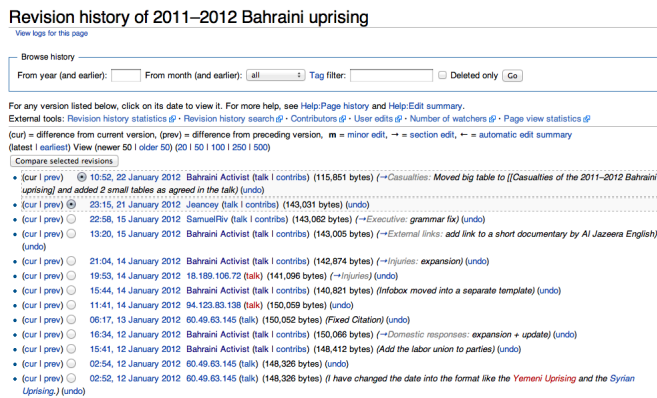 Revision history of 2011–2012 Bahraini uprising
View logs for this page
Browse history
From year (and earlier): From month (and earlier): all Tag filter: Deleted only Go
For any version listed below, click on its date to view it. For more help, see Help:Page history and Help:Edit summary.
External tools: Revision history statistics · Revision history search · Contributors · User edits · Number of watchers · Page view statistics
(cur) = difference from current version, (prev) = difference from preceding version, m = minor edit, → = section edit, ← = automatic edit summary
(latest | earliest) View (newer 50 | older 50) (20 | 50 | 100 | 250 | 500)
Compare selected revisions
(cur | prev) 10:52, 22 January 2012 Bahraini Activist (talk | contribs) (115,851 bytes) (→Casualties: Moved big table to [[Casualties of the 2011–2012 Bahraini
uprising] and added 2 small tables as agreed in the talk) (undo)
(cur | prev) 23:15, 21 January 2012 Jeancey (talk | contribs) (143,031 bytes) (undo)
(cur | prev) 22:58, 15 January 2012 SamuelRiv (talk | contribs) (143,062 bytes) (→Executive: grammar fix) (undo)
(cur | prev) 13:20, 15 January 2012 Bahraini Activist (talk | contribs) (143,005 bytes) (→External links: add link to a short documentary by Al Jazeera English)
(undo)
(cur | prev) 21:04, 14 January 2012 Bahraini Activist (talk | contribs) (142,874 bytes) (→Injuries: expansion) (undo)
(cur | prev) 19:53, 14 January 2012 18.189.106.72 (talk) (141,096 bytes) (→Injuries) (undo)
(cur | prev) 15:44, 14 January 2012 Bahraini Activist (talk | contribs) (140,821 bytes) (Infobox moved into a separate template) (undo)
(cur | prev) 11:41, 14 January 2012 94.123.83.138 (talk) (150,059 bytes) (undo)
(cur | prev) 06:17, 13 January 2012 60.49.63.145 (talk) (150,052 bytes) (Fixed Citation) (undo)
(cur | prev) 16:34, 12 January 2012 Bahraini Activist (talk | contribs) (150,066 bytes) (→Domestic responses: expansion + update) (undo)
(cur | prev) 15:41, 12 January 2012 Bahraini Activist (talk | contribs) (148,412 bytes) (Add the labor union to parties) (undo)
(cur | prev) 02:54, 12 January 2012 60.49.63.145 (talk) (148,326 bytes) (undo)
(cur | prev) 02:52, 12 January 2012 60.49.63.145 (talk) (148,326 bytes) (I have changed the date into the format like the Yemeni Uprising and the Syrian
Uprising.) (undo)